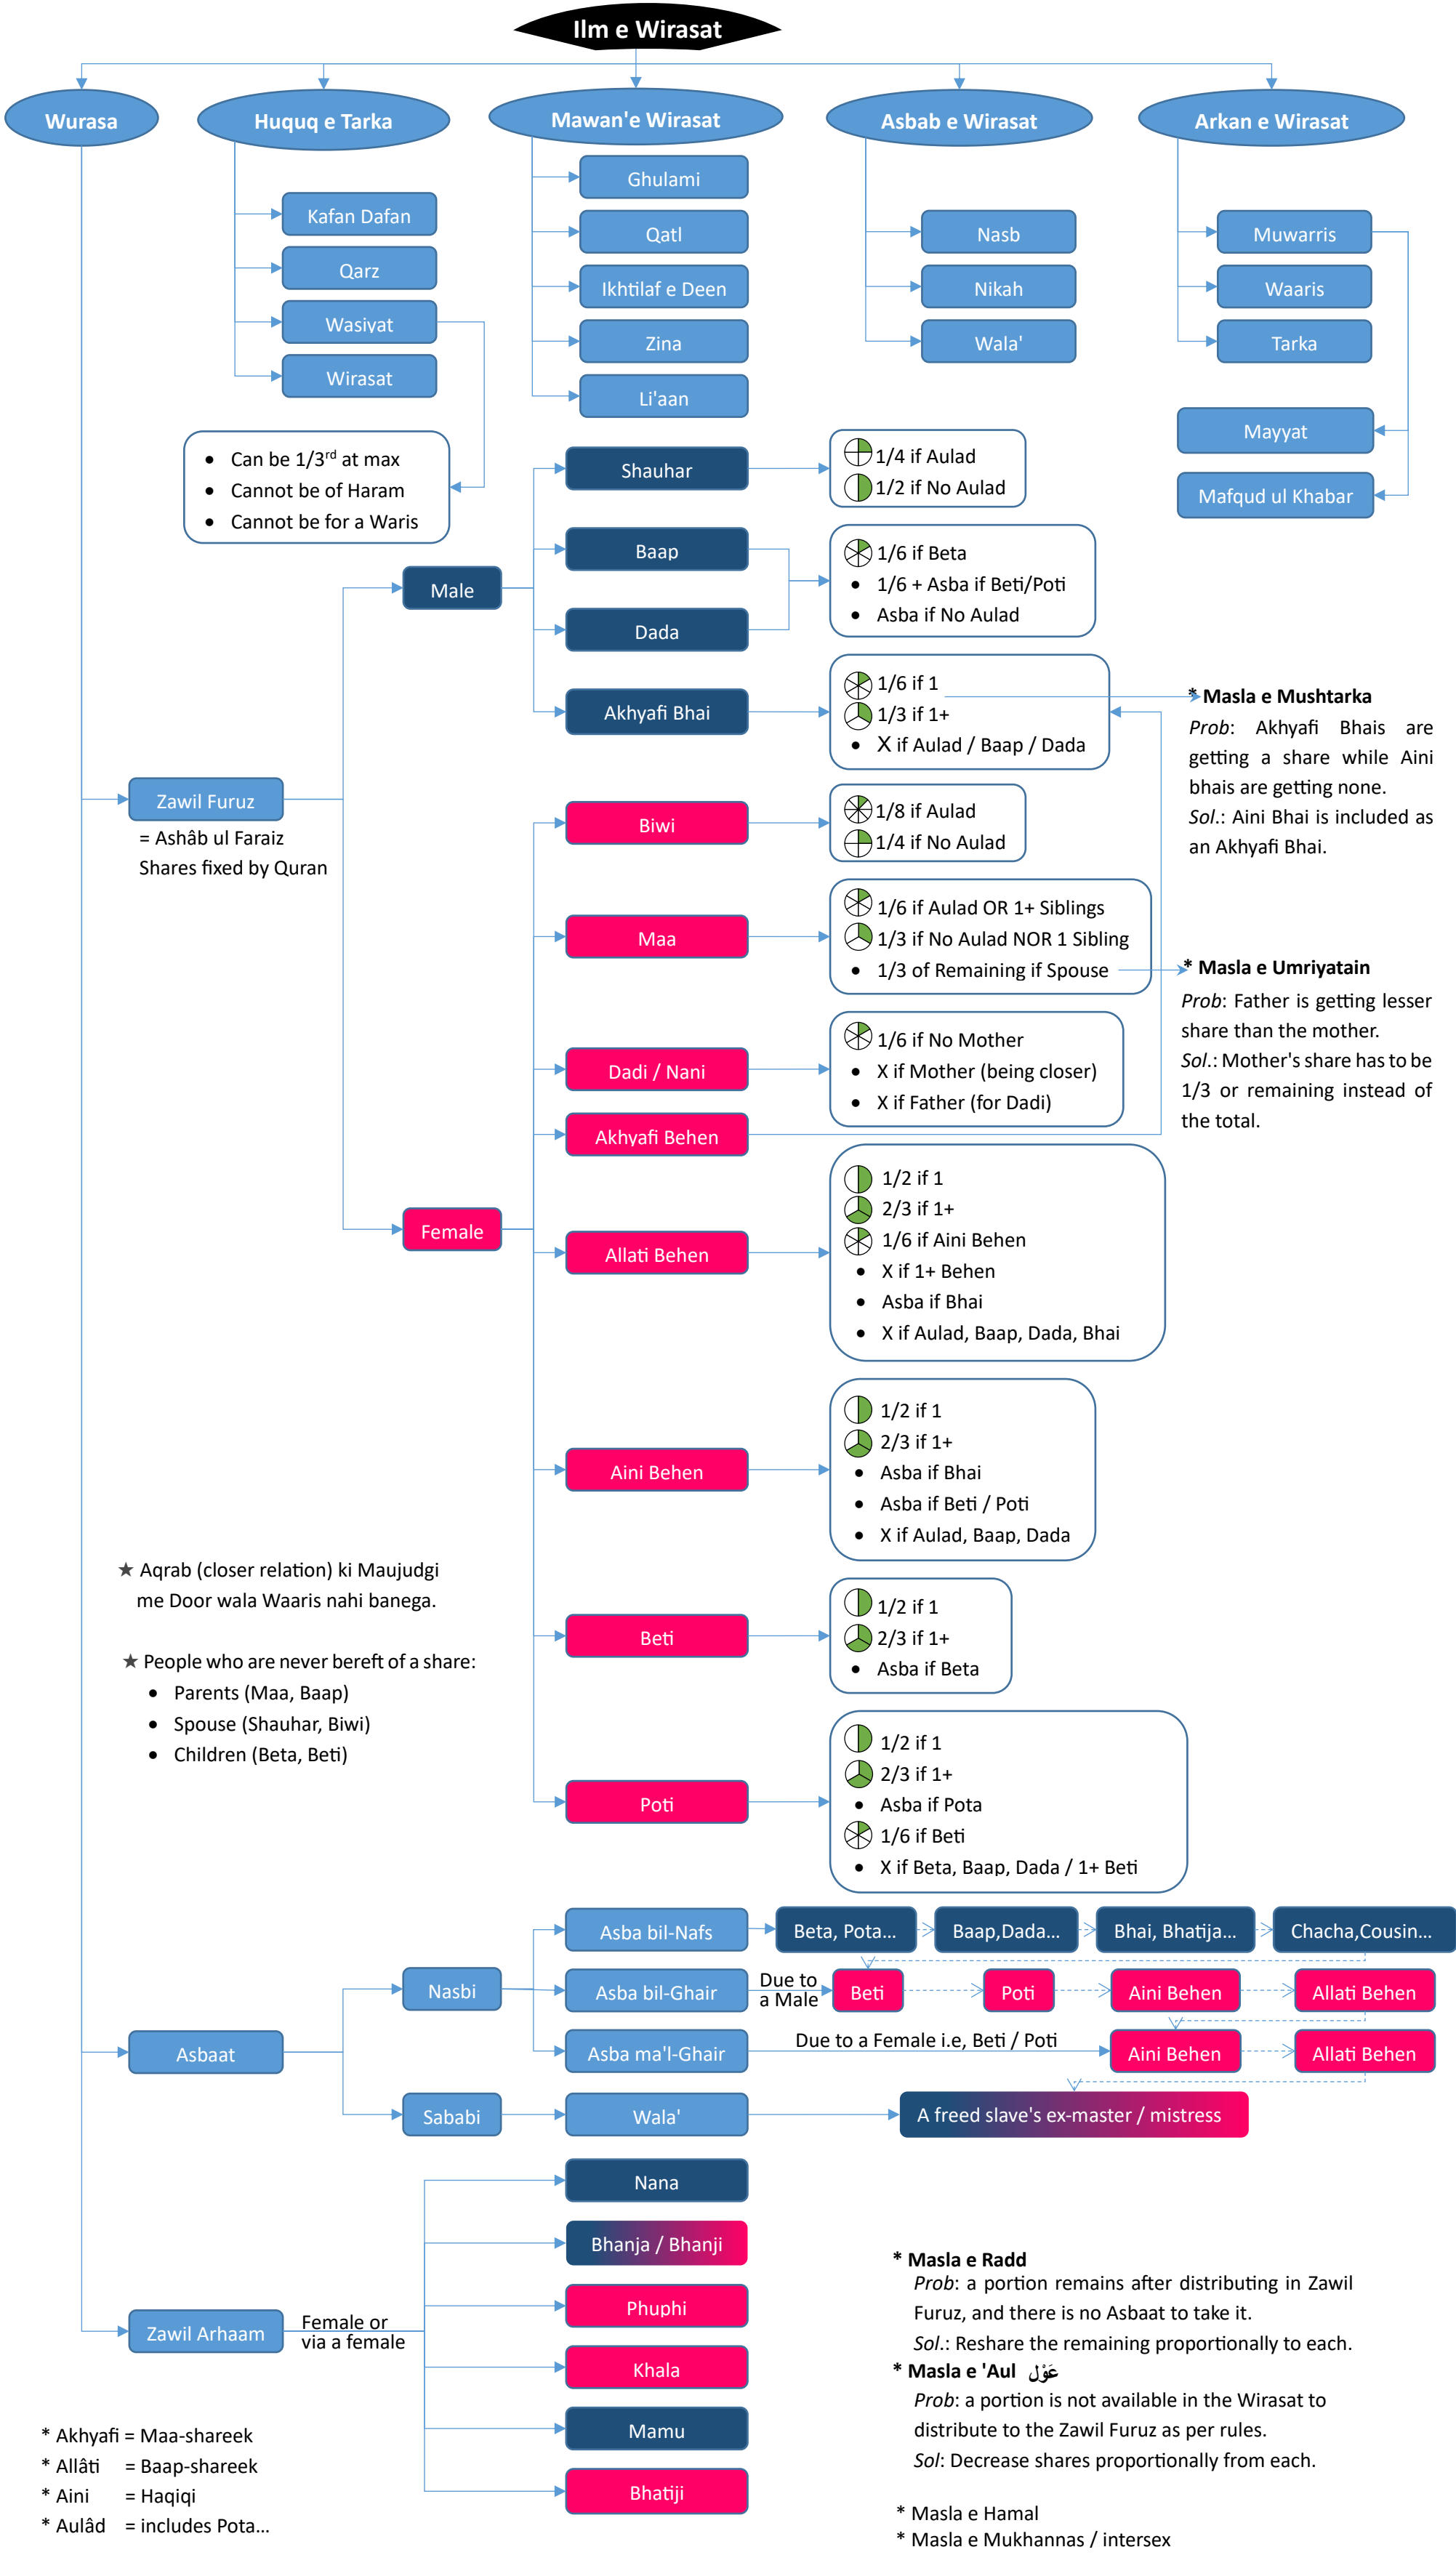 Ilm e Wirasat
Wurasa
Huquq e Tarka
Mawan'e Wirasat
Asbab e Wirasat
Arkan e Wirasat
Kafan Dafan
Qarz
Wasiyat
Wirasat
• Can be 1/3rd at max
• Cannot be of Haram
• Cannot be for a Waris
Ghulami
Qatl
Ikhtilaf e Deen
Zina
Li'aan
Nasb
Nikah
Wala'
Muwarris
Waaris
Tarka
Mayyat
Mafqud ul Khabar
Zawil Furuz
= Ashâb ul Faraiz
Shares fixed by Quran
Male
Shauhar
1/4 if Aulad
1/2 if No Aulad
Baap
Dada
1/6 if Beta
• 1/6 + Asba if Beti/Poti
• Asba if No Aulad
Akhyafi Bhai
1/6 if 1
1/3 if 1+
• X if Aulad / Baap / Dada
* Masla e Mushtarka
Prob: Akhyafi Bhais are
getting a share while Aini
bhais are getting none.
Sol.: Aini Bhai is included as
an Akhyafi Bhai.
Female
Biwi
1/8 if Aulad
1/4 if No Aulad
Maa
1/6 if Aulad OR 1+ Siblings
1/3 if No Aulad NOR 1 Sibling
• 1/3 of Remaining if Spouse
* Masla e Umriyatain
Prob: Father is getting lesser
share than the mother.
Sol.: Mother's share has to be
1/3 or remaining instead of
the total.
Dadi / Nani
1/6 if No Mother
• X if Mother (being closer)
• X if Father (for Dadi)
Akhyafi Behen
Allati Behen
1/2 if 1
2/3 if 1+
1/6 if Aini Behen
• X if 1+ Behen
• Asba if Bhai
• X if Aulad, Baap, Dada, Bhai
Aini Behen
1/2 if 1
2/3 if 1+
• Asba if Bhai
• Asba if Beti / Poti
• X if Aulad, Baap, Dada
Beti
1/2 if 1
2/3 if 1+
• Asba if Beta
Poti
1/2 if 1
2/3 if 1+
• Asba if Pota
1/6 if Beti
• X if Beta, Baap, Dada / 1+ Beti
★ Aqrab (closer relation) ki Maujudgi
me Door wala Waaris nahi banega.
★ People who are never bereft of a share:
• Parents (Maa, Baap)
• Spouse (Shauhar, Biwi)
• Children (Beta, Beti)
Asbaat
Nasbi
Asba bil-Nafs
Beta, Pota...
Baap,Dada...
Bhai, Bhatija...
Chacha,Cousin...
Asba bil-Ghair
Due to
a Male
Beti
Poti
Aini Behen
Allati Behen
Asba ma'l-Ghair
Due to a Female i.e, Beti / Poti
Aini Behen
Allati Behen
Sababi
Wala'
A freed slave's ex-master / mistress
Zawil Arhaam
Female or
via a female
Nana
Bhanja / Bhanji
Phuphi
Khala
Mamu
Bhatiji
* Masla e Radd
Prob: a portion remains after distributing in Zawil
Furuz, and there is no Asbaat to take it.
Sol.: Reshare the remaining proportionally to each.
* Masla e 'Aul عَوْل
Prob: a portion is not available in the Wirasat to
distribute to the Zawil Furuz as per rules.
Sol: Decrease shares proportionally from each.
* Masla e Hamal
* Masla e Mukhannas / intersex
* Akhyafi = Maa-shareek
* Allâti = Baap-shareek
* Aini = Haqiqi
* Aulâd = includes Pota...